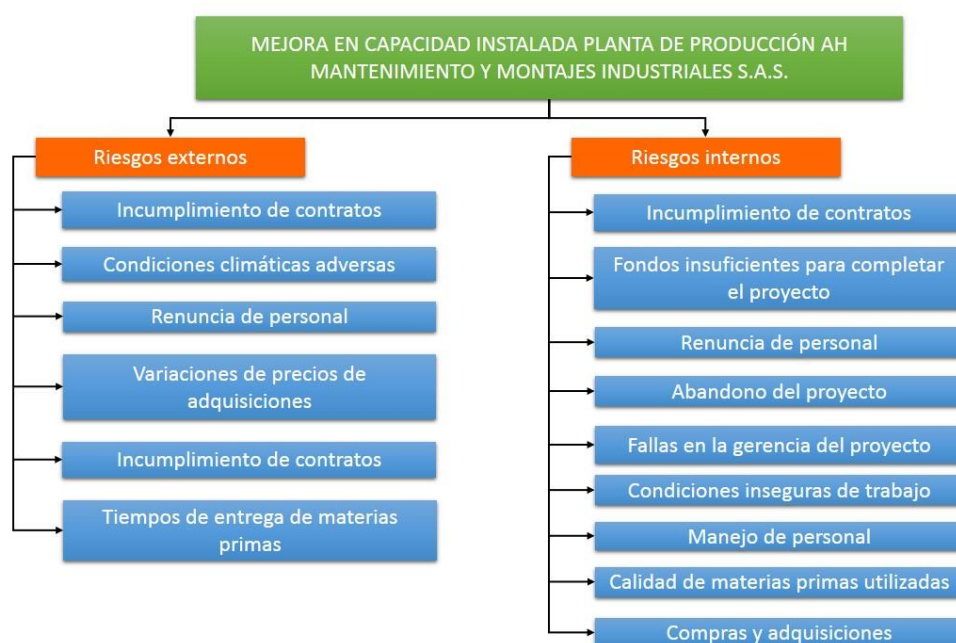 MEJORA EN CAPACIDAD INSTALADA PLANTA DE PRODUCCIÓN AH
MANTENIMIENTO Y MONTAJES INDUSTRIALES S.A.S.
Riesgos externos
Incumplimiento de contratos
Condiciones climáticas adversas
Renuncia de personal
Variaciones de precios de
adquisiciones
Incumplimiento de contratos
Tiempos de entrega de materias
primas
Riesgos internos
Incumplimiento de contratos
Fondos insuficientes para completar
el proyecto
Renuncia de personal
Abandono del proyecto
Fallas en la gerencia del proyecto
Condiciones inseguras de trabajo
Manejo de personal
Calidad de materias primas utilizadas
Compras y adquisiciones